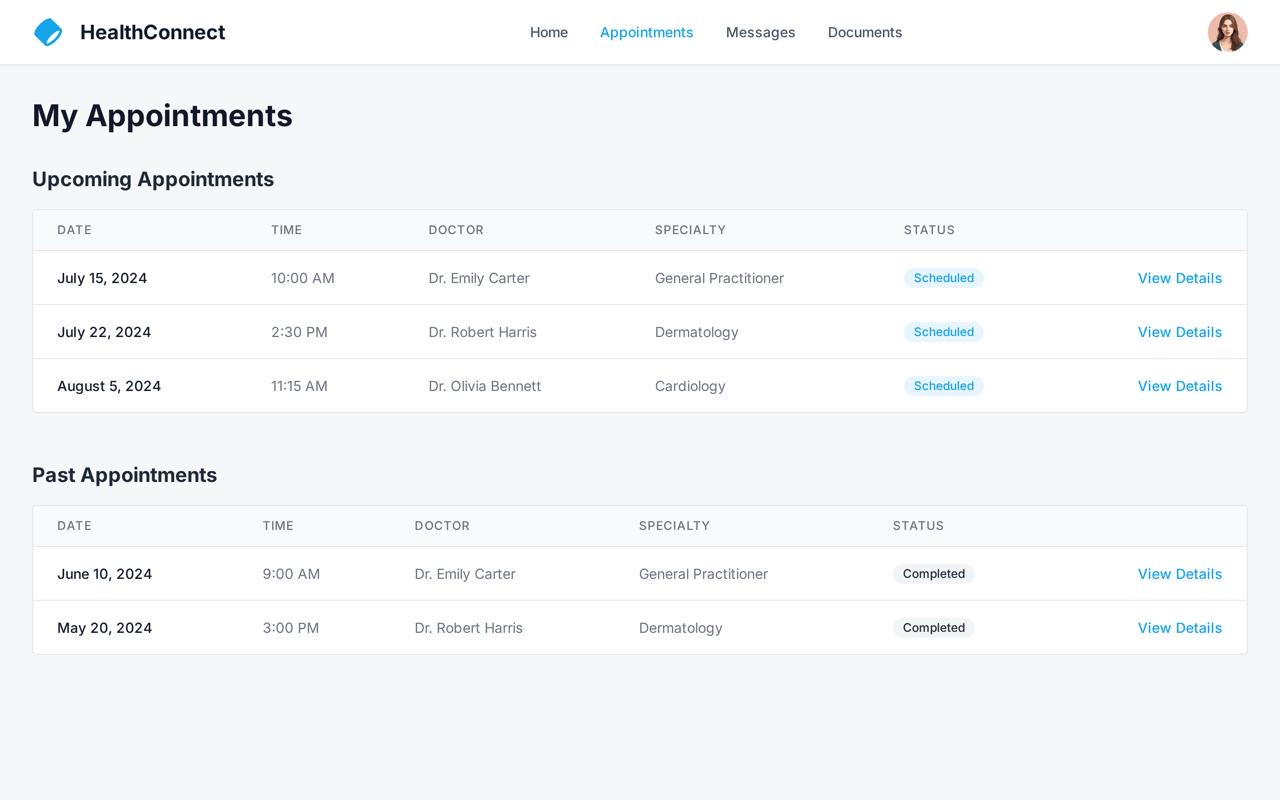 HealthConnect Home Appointments Messages Documents
My Appointments
Upcoming Appointments
DATE TIME DOCTOR SPECIALTY STATUS
July 15, 2024 10:00 AM Dr. Emily Carter General Practitioner Scheduled View Details
July 22, 2024 2:30 PM Dr. Robert Harris Dermatology Scheduled View Details
August 5, 2024 11:15 AM Dr. Olivia Bennett Cardiology Scheduled View Details
Past Appointments
DATE TIME DOCTOR SPECIALTY STATUS
June 10, 2024 9:00 AM Dr. Emily Carter General Practitioner Completed View Details
May 20, 2024 3:00 PM Dr. Robert Harris Dermatology Completed View Details